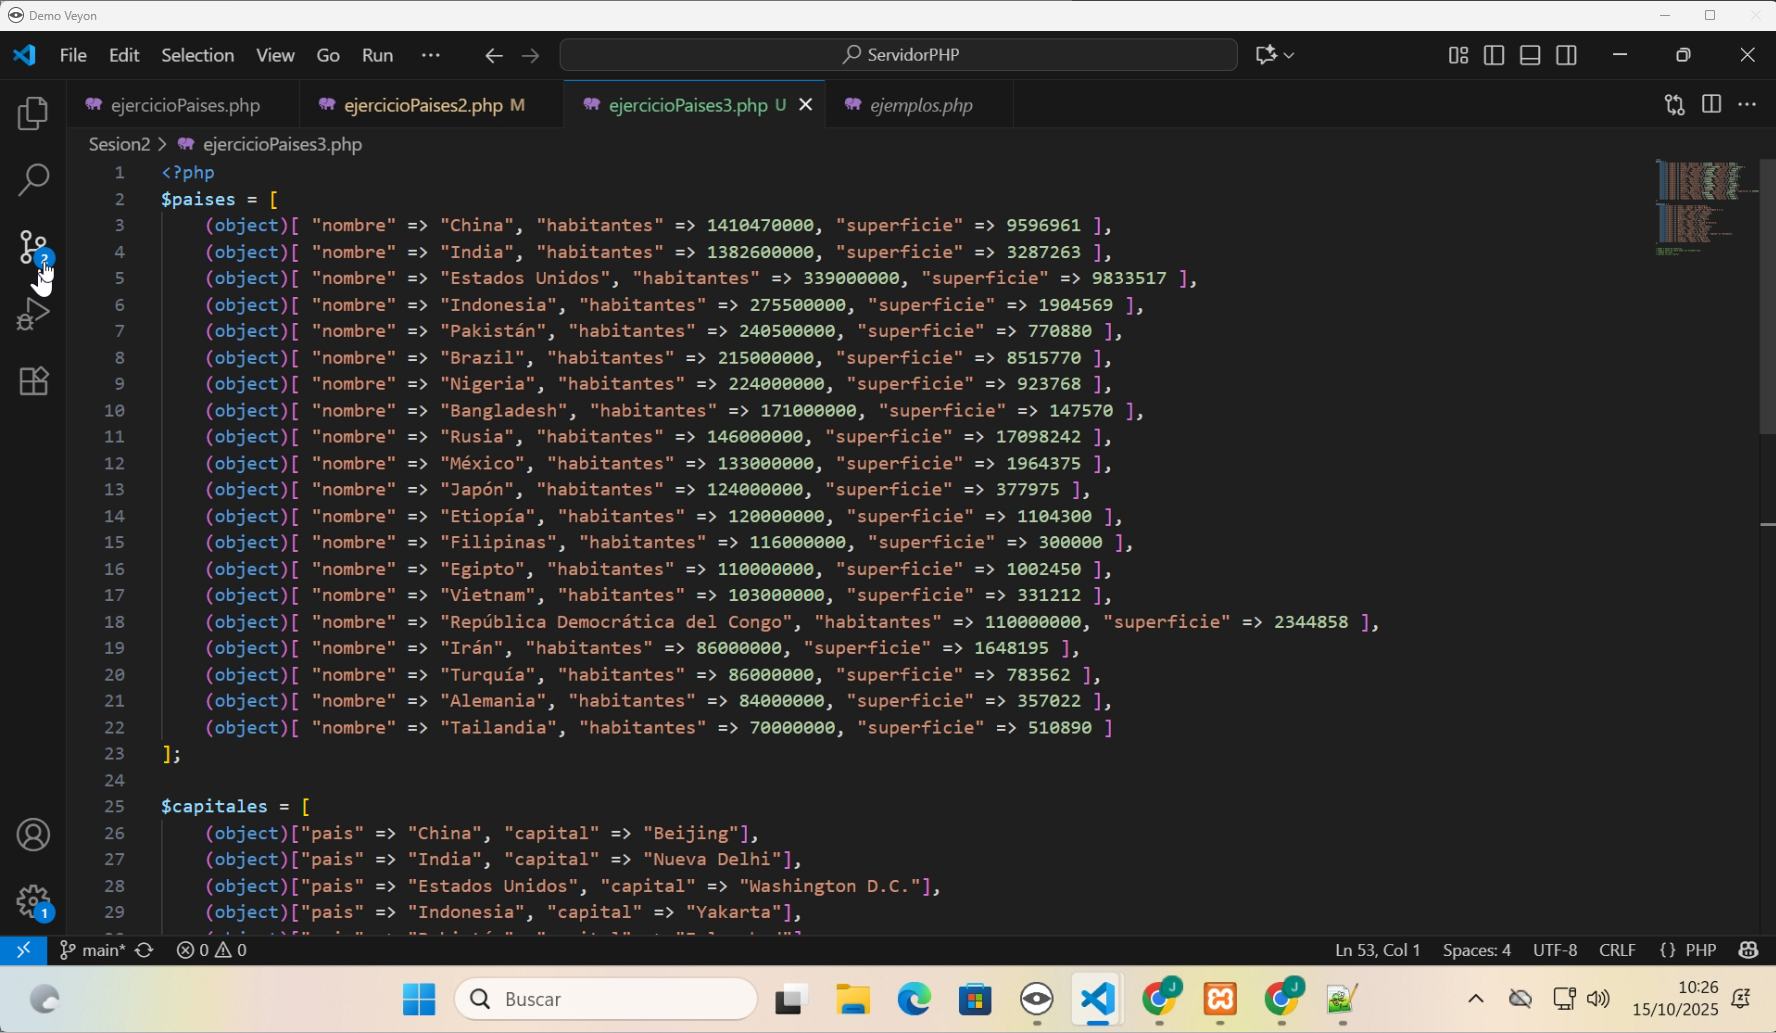 Demo Veyon
File Edit Selection View Go Run ··· ServidorPHP
ejercicioPaises.php ejercicioPaises2.php M ejercicioPaises3.php U ejemplos.php
Sesion2 > ejercicioPaises3.php
1 <?php
2 $paises = [
3 (object)[ "nombre" => "China", "habitantes" => 1410470000, "superficie" => 9596961 ],
4 (object)[ "nombre" => "India", "habitantes" => 1382600000, "superficie" => 3287263 ],
5 (object)[ "nombre" => "Estados Unidos", "habitantes" => 339000000, "superficie" => 9833517 ],
6 (object)[ "nombre" => "Indonesia", "habitantes" => 275500000, "superficie" => 1904569 ],
7 (object)[ "nombre" => "Pakistán", "habitantes" => 240500000, "superficie" => 770880 ],
8 (object)[ "nombre" => "Brazil", "habitantes" => 215000000, "superficie" => 8515770 ],
9 (object)[ "nombre" => "Nigeria", "habitantes" => 224000000, "superficie" => 923768 ],
10 (object)[ "nombre" => "Bangladesh", "habitantes" => 171000000, "superficie" => 147570 ],
11 (object)[ "nombre" => "Rusia", "habitantes" => 146000000, "superficie" => 17098242 ],
12 (object)[ "nombre" => "México", "habitantes" => 133000000, "superficie" => 1964375 ],
13 (object)[ "nombre" => "Japón", "habitantes" => 124000000, "superficie" => 377975 ],
14 (object)[ "nombre" => "Etiopía", "habitantes" => 120000000, "superficie" => 1104300 ],
15 (object)[ "nombre" => "Filipinas", "habitantes" => 116000000, "superficie" => 300000 ],
16 (object)[ "nombre" => "Egipto", "habitantes" => 110000000, "superficie" => 1002450 ],
17 (object)[ "nombre" => "Vietnam", "habitantes" => 103000000, "superficie" => 331212 ],
18 (object)[ "nombre" => "República Democrática del Congo", "habitantes" => 110000000, "superficie" => 2344858 ],
19 (object)[ "nombre" => "Irán", "habitantes" => 86000000, "superficie" => 1648195 ],
20 (object)[ "nombre" => "Turquía", "habitantes" => 86000000, "superficie" => 783562 ],
21 (object)[ "nombre" => "Alemania", "habitantes" => 84000000, "superficie" => 357022 ],
22 (object)[ "nombre" => "Tailandia", "habitantes" => 70000000, "superficie" => 510890 ]
23 ];
24
25 $capitales = [
26 (object)["pais" => "China", "capital" => "Beijing"],
27 (object)["pais" => "India", "capital" => "Nueva Delhi"],
28 (object)["pais" => "Estados Unidos", "capital" => "Washington D.C."],
29 (object)["pais" => "Indonesia", "capital" => "Yakarta"],
2
1
main* 0 0 Ln 53, Col 1 Spaces: 4 UTF-8 CRLF {} PHP
Buscar
J
J
10:26
15/10/2025